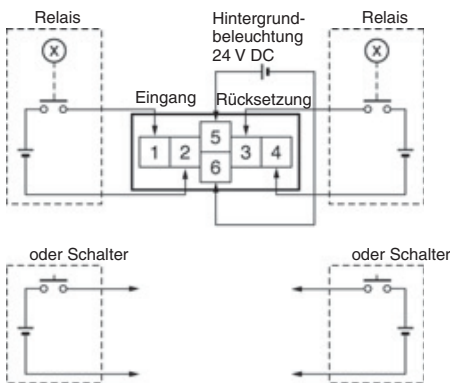 Relais
Hintergrund-
beleuchtung
24 V DC
Relais
X
X
Eingang
Rücksetzung
5
1 2 3 4
6
oder Schalter
oder Schalter